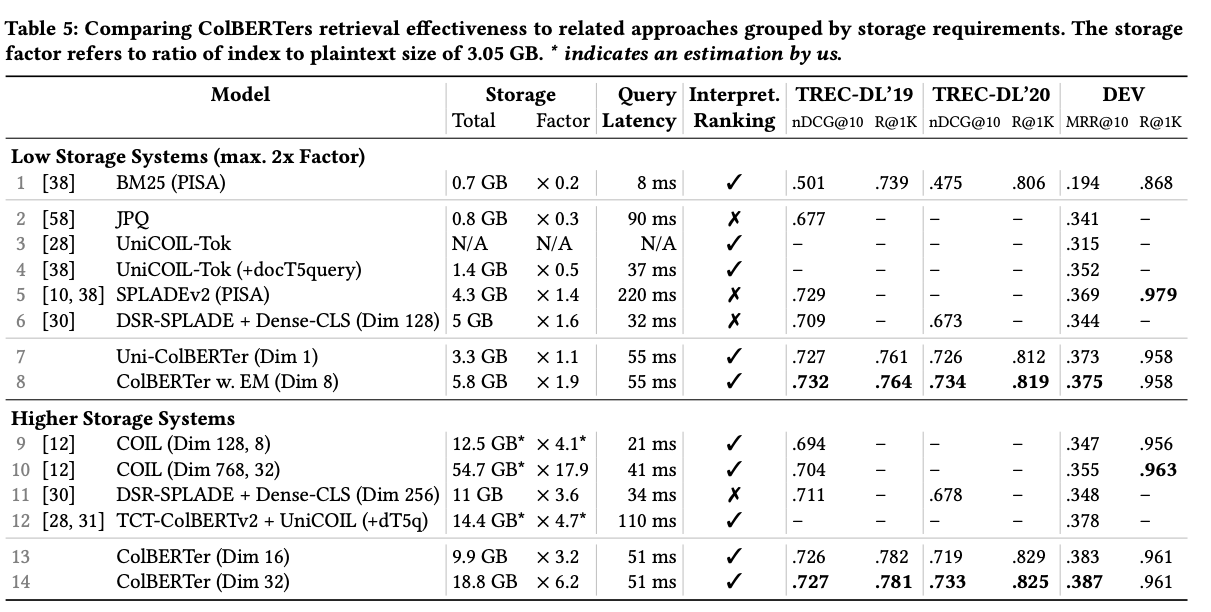 Table 5: Comparing ColBERTers retrieval effectiveness to related approaches grouped by storage requirements. The storage
factor refers to ratio of index to plaintext size of 3.05 GB. * indicates an estimation by us.
Model Storage Query Interpret. TREC-DL'19 TREC-DL'20 DEV
Total Factor Latency Ranking nDCG@10 R@1K nDCG@10 R@1K MRR@10 R@1K
Low Storage Systems (max. 2x Factor)
1 [38] BM25 (PISA) 0.7 GB × 0.2 8 ms ✓ .501 .739 .475 .806 .194 .868
2 [58] JPQ 0.8 GB × 0.3 90 ms ✗ .677 – – – .341 –
3 [28] UniCOIL-Tok N/A N/A N/A ✓ – – – – .315 –
4 [38] UniCOIL-Tok (+docT5query) 1.4 GB × 0.5 37 ms ✓ – – – – .352 –
5 [10, 38] SPLADEv2 (PISA) 4.3 GB × 1.4 220 ms ✗ .729 – – – .369 .979
6 [30] DSR-SPLADE + Dense-CLS (Dim 128) 5 GB × 1.6 32 ms ✗ .709 – .673 – .344 –
7 Uni-ColBERTer (Dim 1) 3.3 GB × 1.1 55 ms ✓ .727 .761 .726 .812 .373 .958
8 ColBERTer w. EM (Dim 8) 5.8 GB × 1.9 55 ms ✓ .732 .764 .734 .819 .375 .958
Higher Storage Systems
9 [12] COIL (Dim 128, 8) 12.5 GB* × 4.1* 21 ms ✓ .694 – – – .347 .956
10 [12] COIL (Dim 768, 32) 54.7 GB* × 17.9 41 ms ✓ .704 – – – .355 .963
11 [30] DSR-SPLADE + Dense-CLS (Dim 256) 11 GB × 3.6 34 ms ✗ .711 – .678 – .348 –
12 [28, 31] TCT-ColBERTv2 + UniCOIL (+dT5q) 14.4 GB* × 4.7* 110 ms ✓ – – – – .378 –
13 ColBERTer (Dim 16) 9.9 GB × 3.2 51 ms ✓ .726 .782 .719 .829 .383 .961
14 ColBERTer (Dim 32) 18.8 GB × 6.2 51 ms ✓ .727 .781 .733 .825 .387 .961